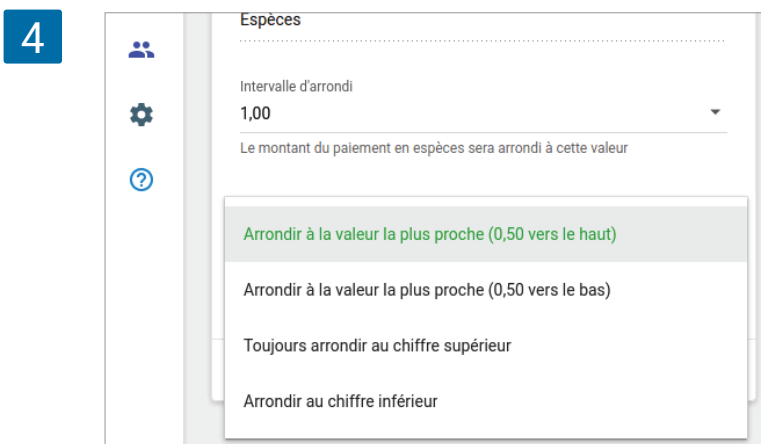 4
Espèces
Intervalle d'arrondi
1,00
Le montant du paiement en espèces sera arrondi à cette valeur
Arrondir à la valeur la plus proche (0,50 vers le haut)
Arrondir à la valeur la plus proche (0,50 vers le bas)
Toujours arrondir au chiffre supérieur
Arrondir au chiffre inférieur